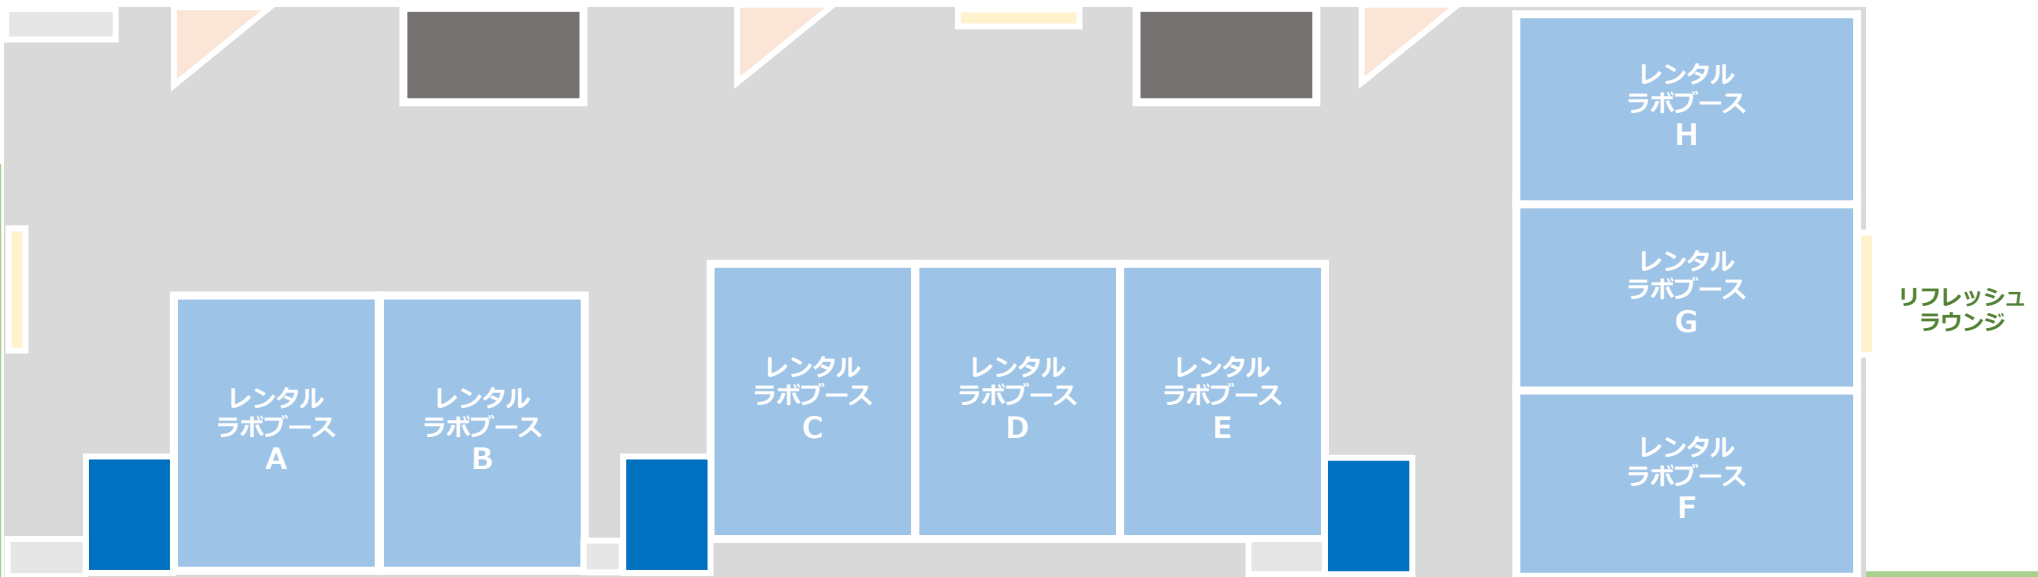 レンタル
ラボブース
A
レンタル
ラボブース
B
レンタル
ラボブース
C
レンタル
ラボブース
D
レンタル
ラボブース
E
レンタル
ラボブース
H
レンタル
ラボブース
G
レンタル
ラボブース
F
リフレッシュ
ラウンジ